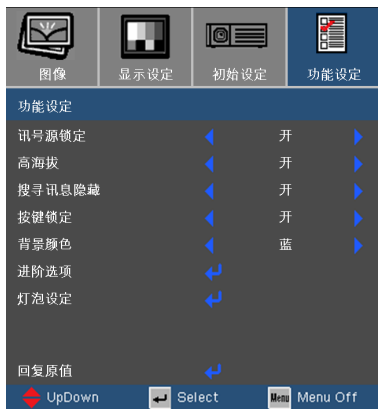 图像 显示设定 初始设定 功能设定
功能设定
讯号源锁定 开
高海拔 开
搜寻讯息隐藏 开
按键锁定 开
背景颜色 蓝
进阶选项
灯泡设定
回复原值
UpDown Select Menu Menu Off